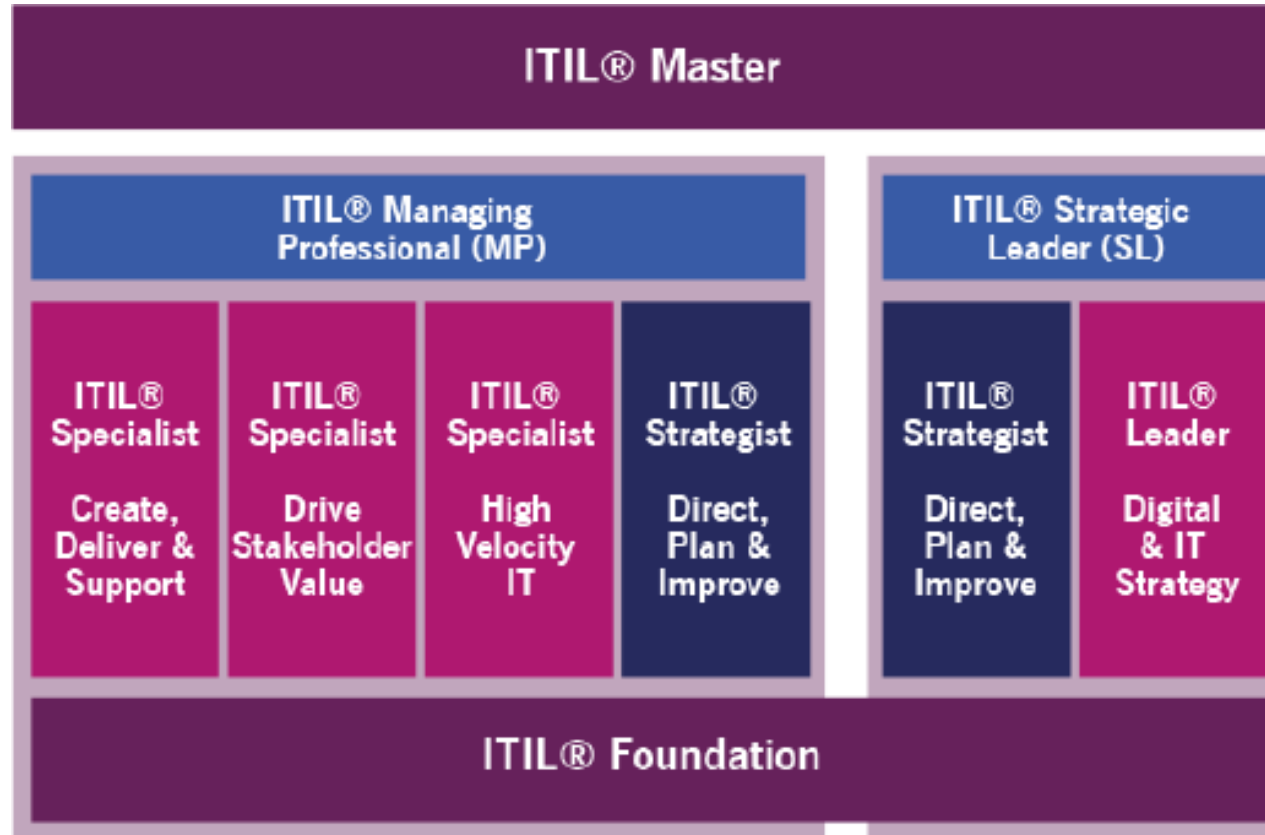 ITIL® Master
ITIL® Managing
Professional (MP)
ITIL® Strategic
Leader (SL)
ITIL®
Specialist
Create,
Deliver &
Support
ITIL®
Specialist
Drive
Stakeholder
Value
ITIL®
Specialist
High
Velocity
IT
ITIL®
Strategist
Direct,
Plan &
Improve
ITIL®
Strategist
Direct,
Plan &
Improve
ITIL®
Leader
Digital
& IT
Strategy
ITIL® Foundation